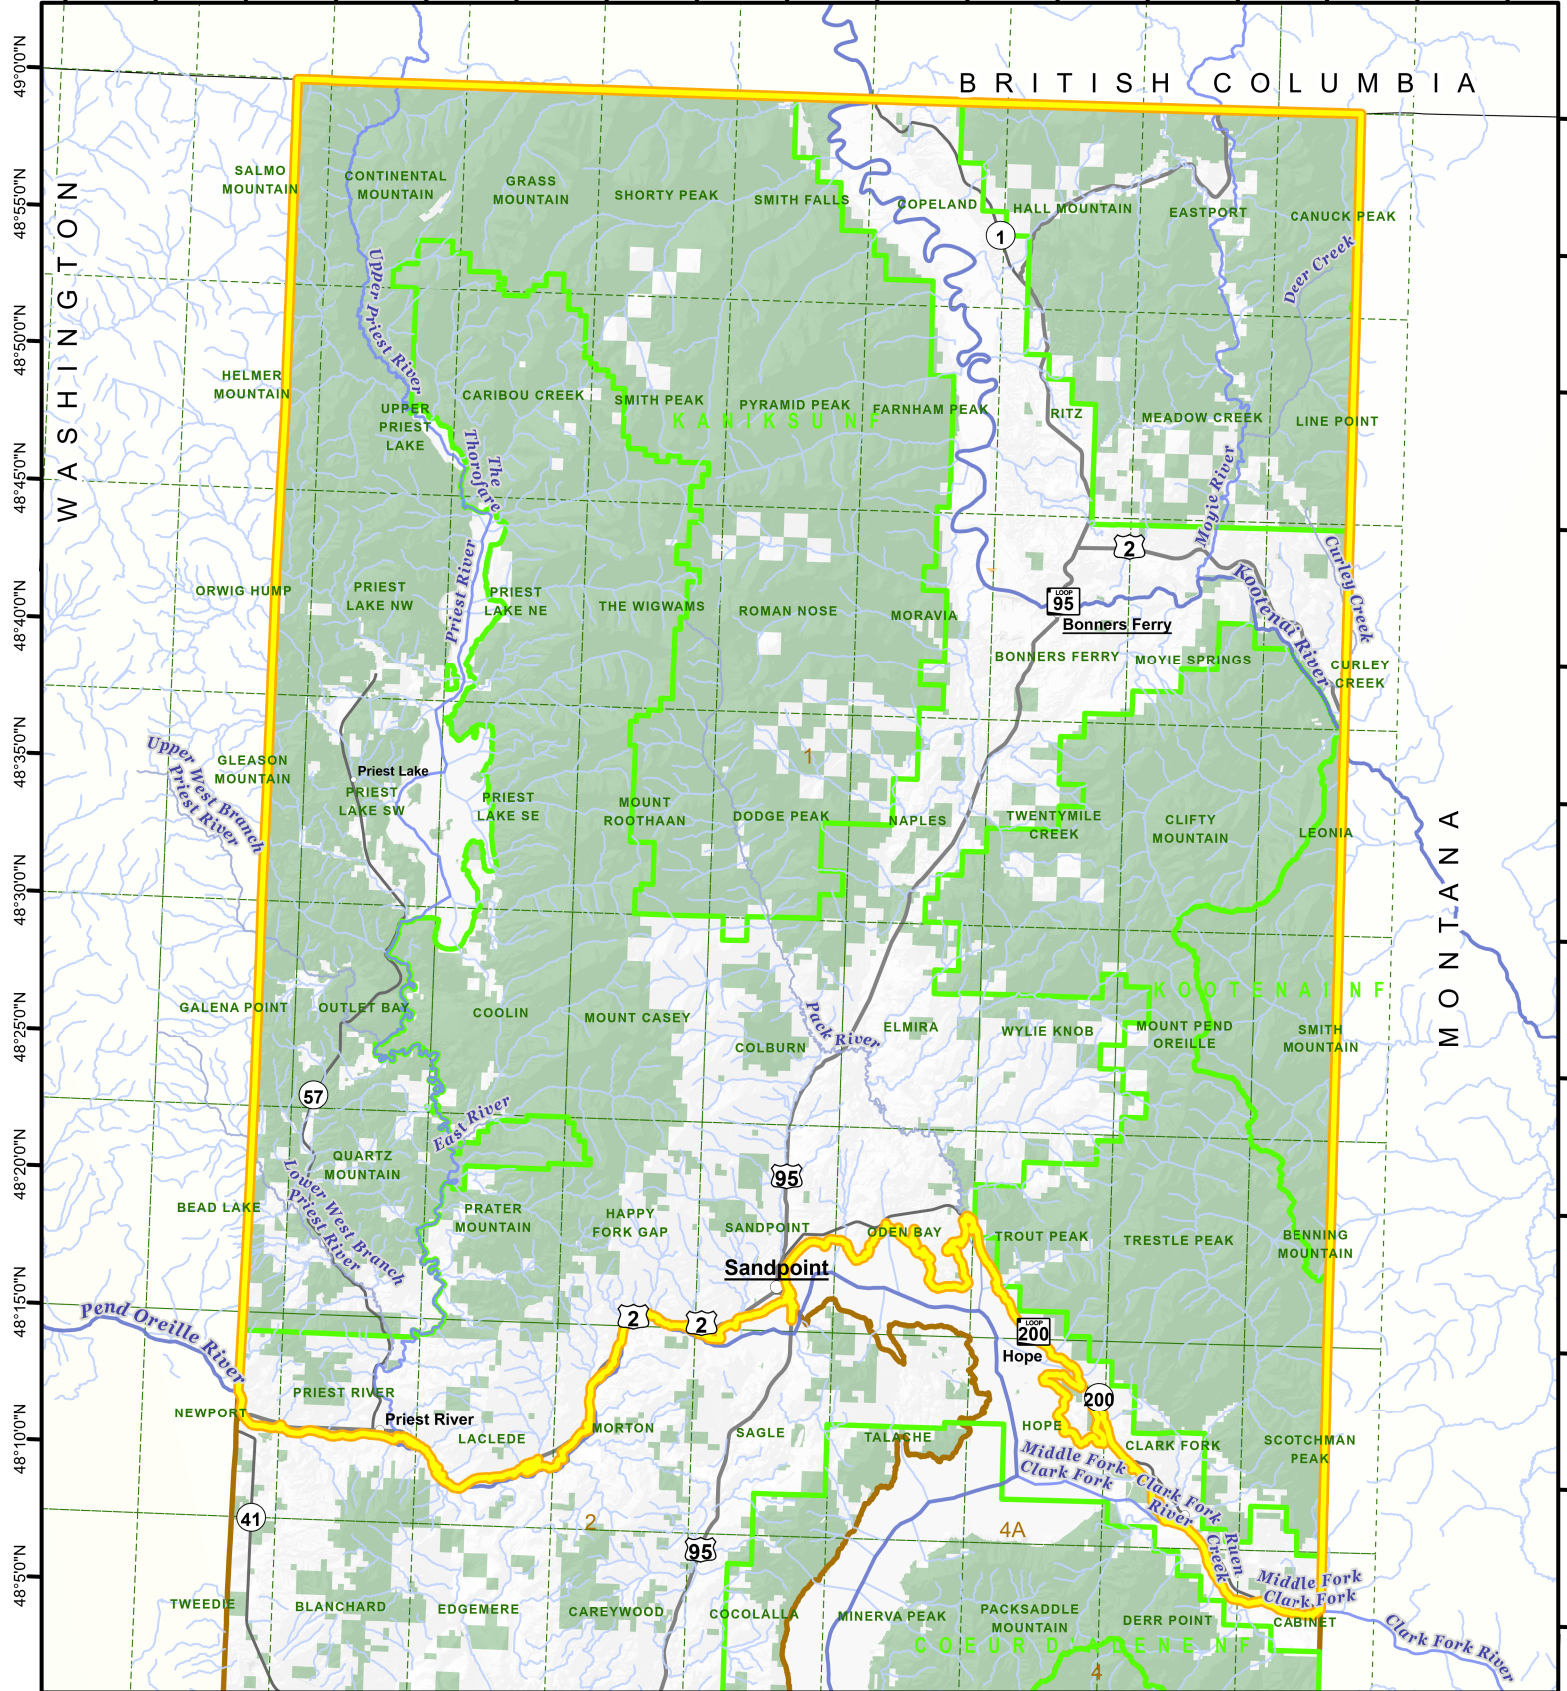 BRITISH COLUMBIA
49°0'0"N
48°55'0"N
48°50'0"N
48°45'0"N
48°40'0"N
48°35'0"N
48°30'0"N
48°25'0"N
48°20'0"N
48°15'0"N
48°10'0"N
48°5'0"N
WASHINGTON
MONTANA
SALMO
MOUNTAIN
CONTINENTAL
MOUNTAIN
GRASS
MOUNTAIN
SHORTY PEAK
SMITH FALLS
COPELAND
HALL MOUNTAIN
EASTPORT
CANUCK PEAK
1
Deer Creek
Upper Priest River
HELMER
MOUNTAIN
UPPER
PRIEST
LAKE
CARIBOU CREEK
SMITH PEAK
PYRAMID PEAK
FARNHAM PEAK
RITZ
MEADOW CREEK
LINE POINT
KANIKSU NF
The
Thorofare
Moyie River
2
Curley Creek
Priest River
ORWIG HUMP
PRIEST
LAKE NW
PRIEST
LAKE NE
THE WIGWAMS
ROMAN NOSE
MORAVIA
LOOP
95
Bonners Ferry
Kootenai River
BONNERS FERRY
MOYIE SPRINGS
CURLEY
CREEK
Upper West Branch
Priest River
GLEASON
MOUNTAIN
Priest Lake
PRIEST
LAKE SW
PRIEST
LAKE SE
MOUNT
ROOTHAAN
1
DODGE PEAK
NAPLES
TWENTYMILE
CREEK
CLIFTY
MOUNTAIN
LEONIA
KOOTENAI NF
GALENA POINT
OUTLET BAY
COOLIN
MOUNT CASEY
COLBURN
Pack River
ELMIRA
WYLIE KNOB
MOUNT PEND
OREILLE
SMITH
MOUNTAIN
57
East River
QUARTZ
MOUNTAIN
Lower West Branch
Priest River
95
BEAD LAKE
PRATER
MOUNTAIN
HAPPY
FORK GAP
SANDPOINT
ODEN BAY
TROUT PEAK
TRESTLE PEAK
BENNING
MOUNTAIN
Sandpoint
Pend Oreille River
2
2
LOOP
200
Hope
200
PRIEST RIVER
NEWPORT
Priest River
LACLEDE
MORTON
SAGLE
TALACHE
HOPE
CLARK FORK
SCOTCHMAN
PEAK
Middle Fork
Clark Fork
Clark Fork
River
41
2
95
4A
Ruen
Creek
Middle Fork
Clark Fork
TWEEDIE
BLANCHARD
EDGEMERE
CAREYWOOD
COCOLALLA
MINERVA PEAK
PACKSADDLE
MOUNTAIN
DERR POINT
CABINET
Clark Fork River
COEUR D'ALENE NF
4